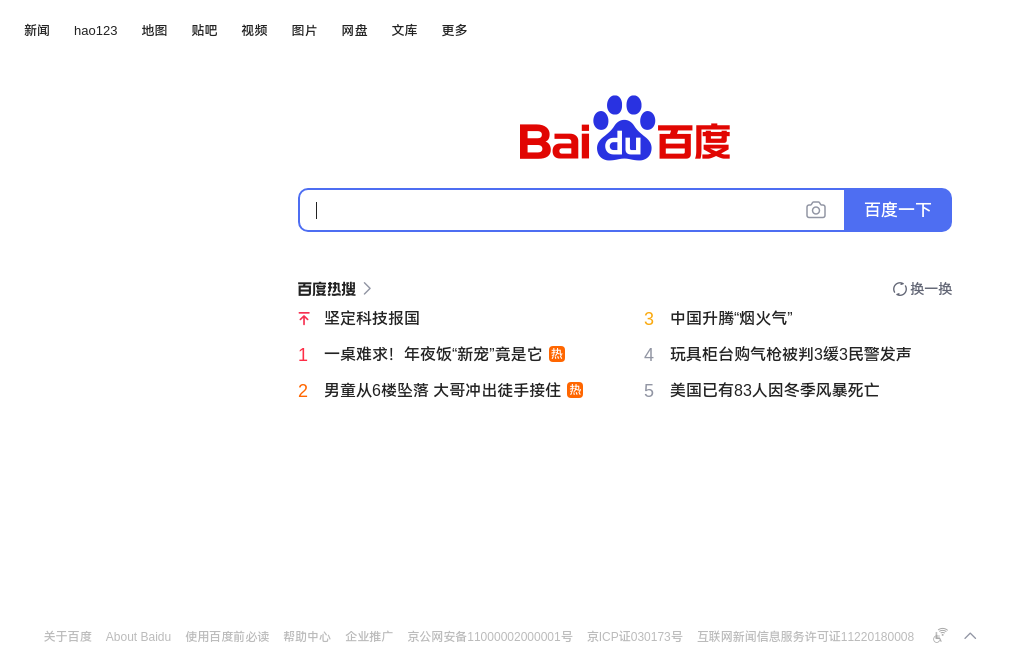 新闻 hao123 地图 贴吧 视频 图片 网盘 文库 更多
Baidu百度
百度一下
百度热搜 换一换
坚定科技报国
1 一桌难求！年夜饭“新宠”竟是它 热
2 男童从6楼坠落 大哥冲出徒手接住 热
3 中国升腾“烟火气”
4 玩具柜台购气枪被判3缓3民警发声
5 美国已有83人因冬季风暴死亡
关于百度 About Baidu 使用百度前必读 帮助中心 企业推广 京公网安备11000002000001号 京ICP证030173号 互联网新闻信息服务许可证11220180008